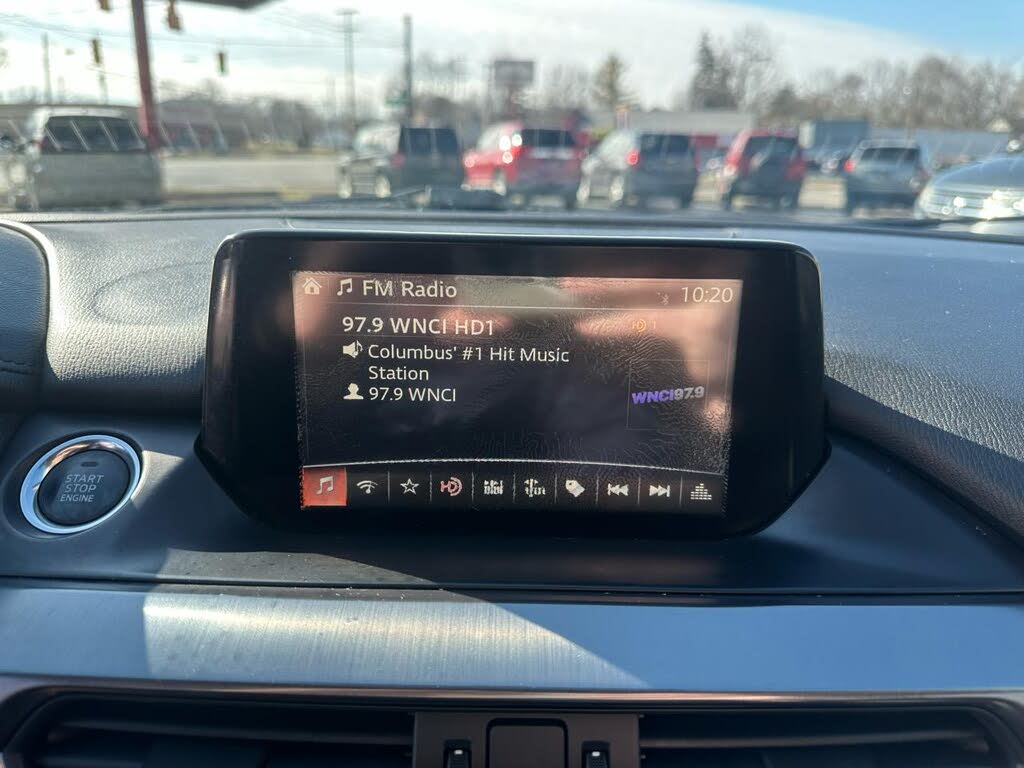 FM Radio 10:20
97.9 WNCI HD1
Columbus' #1 Hit Music
Station
97.9 WNCI
WNCI97.9
HD
START
STOP
ENGINE